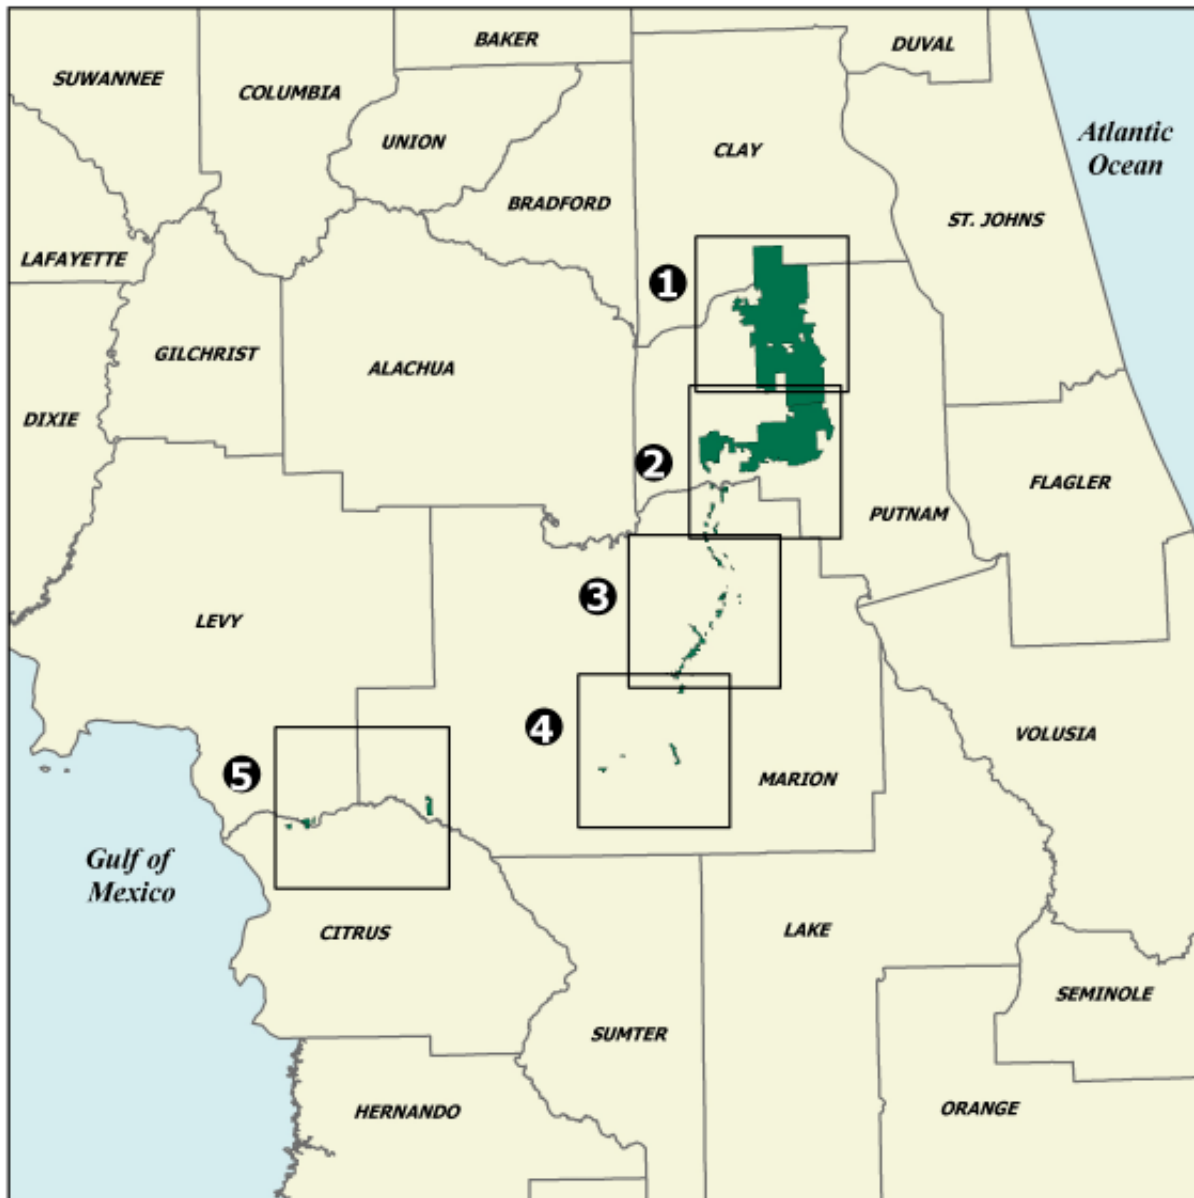 BAKER
DUVAL
SUWANNEE
COLUMBIA
UNION
CLAY
Atlantic
Ocean
BRADFORD
ST. JOHNS
LAFAYETTE
1
GILCHRIST
ALACHUA
DIXIE
2
FLAGLER
PUTNAM
3
LEVY
4
VOLUSIA
5
MARION
Gulf of
Mexico
CITRUS
LAKE
SEMINOLE
SUMTER
HERNANDO
ORANGE